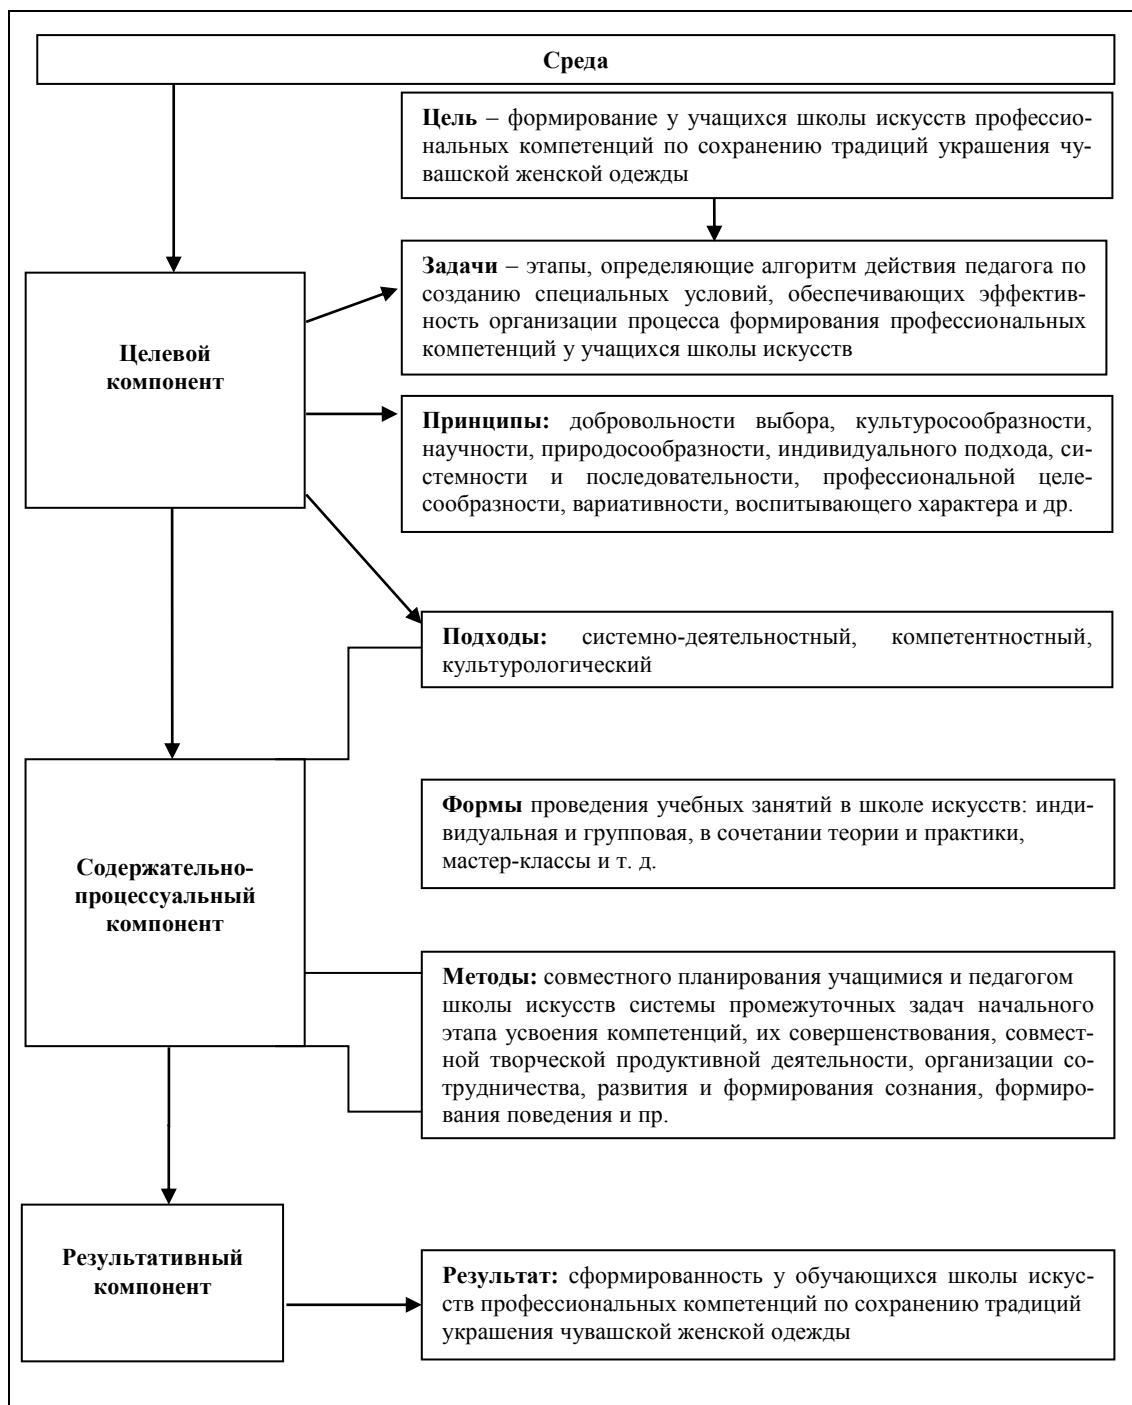 Среда
Цель – формирование у учащихся школы искусств профессио-
нальных компетенций по сохранению традиций украшения чу-
вашской женской одежды
Задачи – этапы, определяющие алгоритм действия педагога по
созданию специальных условий, обеспечивающих эффектив-
ность организации процесса формирования профессиональных
компетенций у учащихся школы искусств
Целевой
компонент
Принципы: добровольности выбора, культуросообразности,
научности, природосообразности, индивидуального подхода, си-
стемности и последовательности, профессиональной целе-
сообразности, вариативности, воспитывающего характера и др.
Подходы: системно-деятельностный, компетентностный,
культурологический
Формы проведения учебных занятий в школе искусств: инди-
видуальная и групповая, в сочетании теории и практики,
мастер-классы и т. д.
Содержательно-
процессуальный
компонент
Методы: совместного планирования учащимися и педагогом
школы искусств системы промежуточных задач начального
этапа усвоения компетенций, их совершенствования, совмест-
ной творческой продуктивной деятельности, организации со-
трудничества, развития и формирования сознания, формиро-
вания поведения и пр.
Результативный
компонент
Результат: сформированность у обучающихся школы искус-
ств профессиональных компетенций по сохранению традиций
украшения чувашской женской одежды